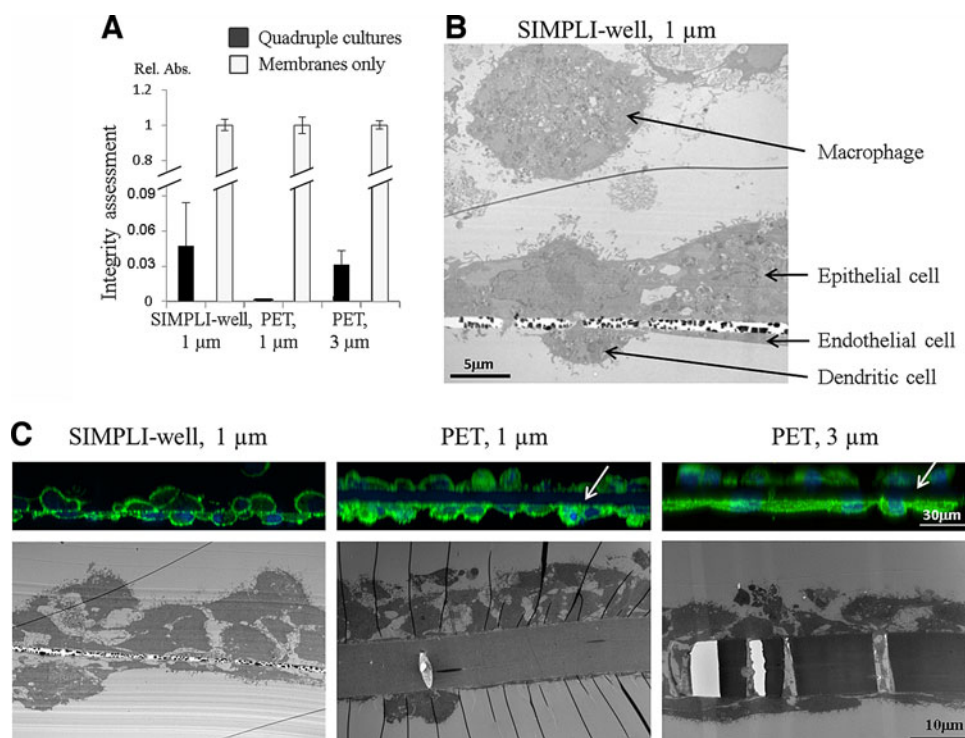 A
Quadruple cultures
Membranes only
Rel. Abs.
Integrity assessment
1.2
1
0.8
0.09
0.06
0.03
0
SIMPLI-well, 1 µm
PET, 1 µm
PET, 3 µm
B
SIMPLI-well, 1 µm
Macrophage
Epithelial cell
Endothelial cell
Dendritic cell
5µm
C
SIMPLI-well, 1 µm
PET, 1 µm
PET, 3 µm
30µm
10µm